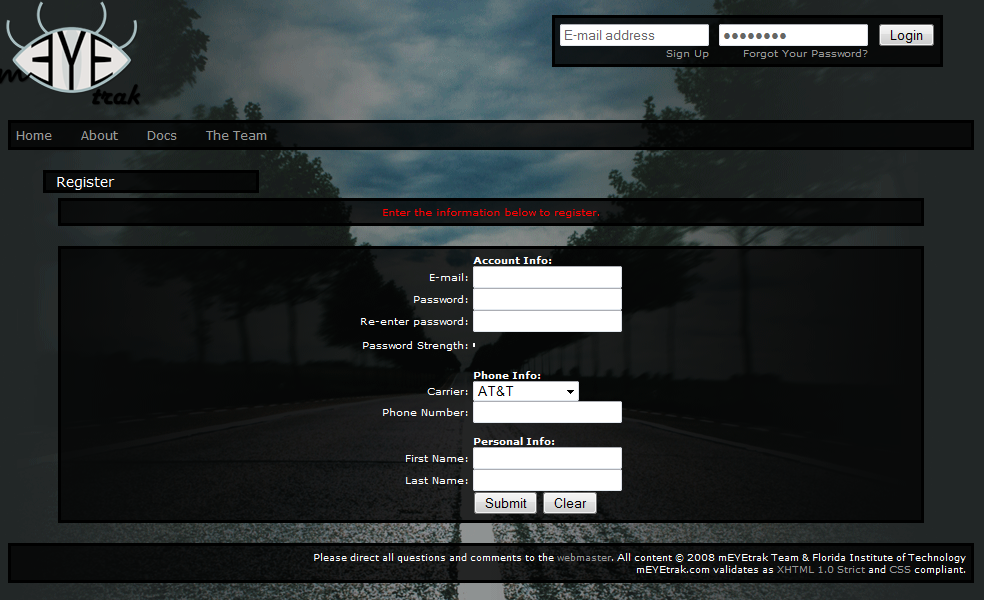 mEYE
trak
E-mail address
●●●●●●●●
Login
Sign Up
Forgot Your Password?
Home
About
Docs
The Team
Register
Enter the information below to register.
Account Info:
E-mail:
Password:
Re-enter password:
Password Strength:
Phone Info:
Carrier: AT&T
Phone Number:
Personal Info:
First Name:
Last Name:
Submit
Clear
Please direct all questions and comments to the webmaster. All content © 2008 mEYEtrak Team & Florida Institute of Technology
mEYEtrak.com validates as XHTML 1.0 Strict and CSS compliant.